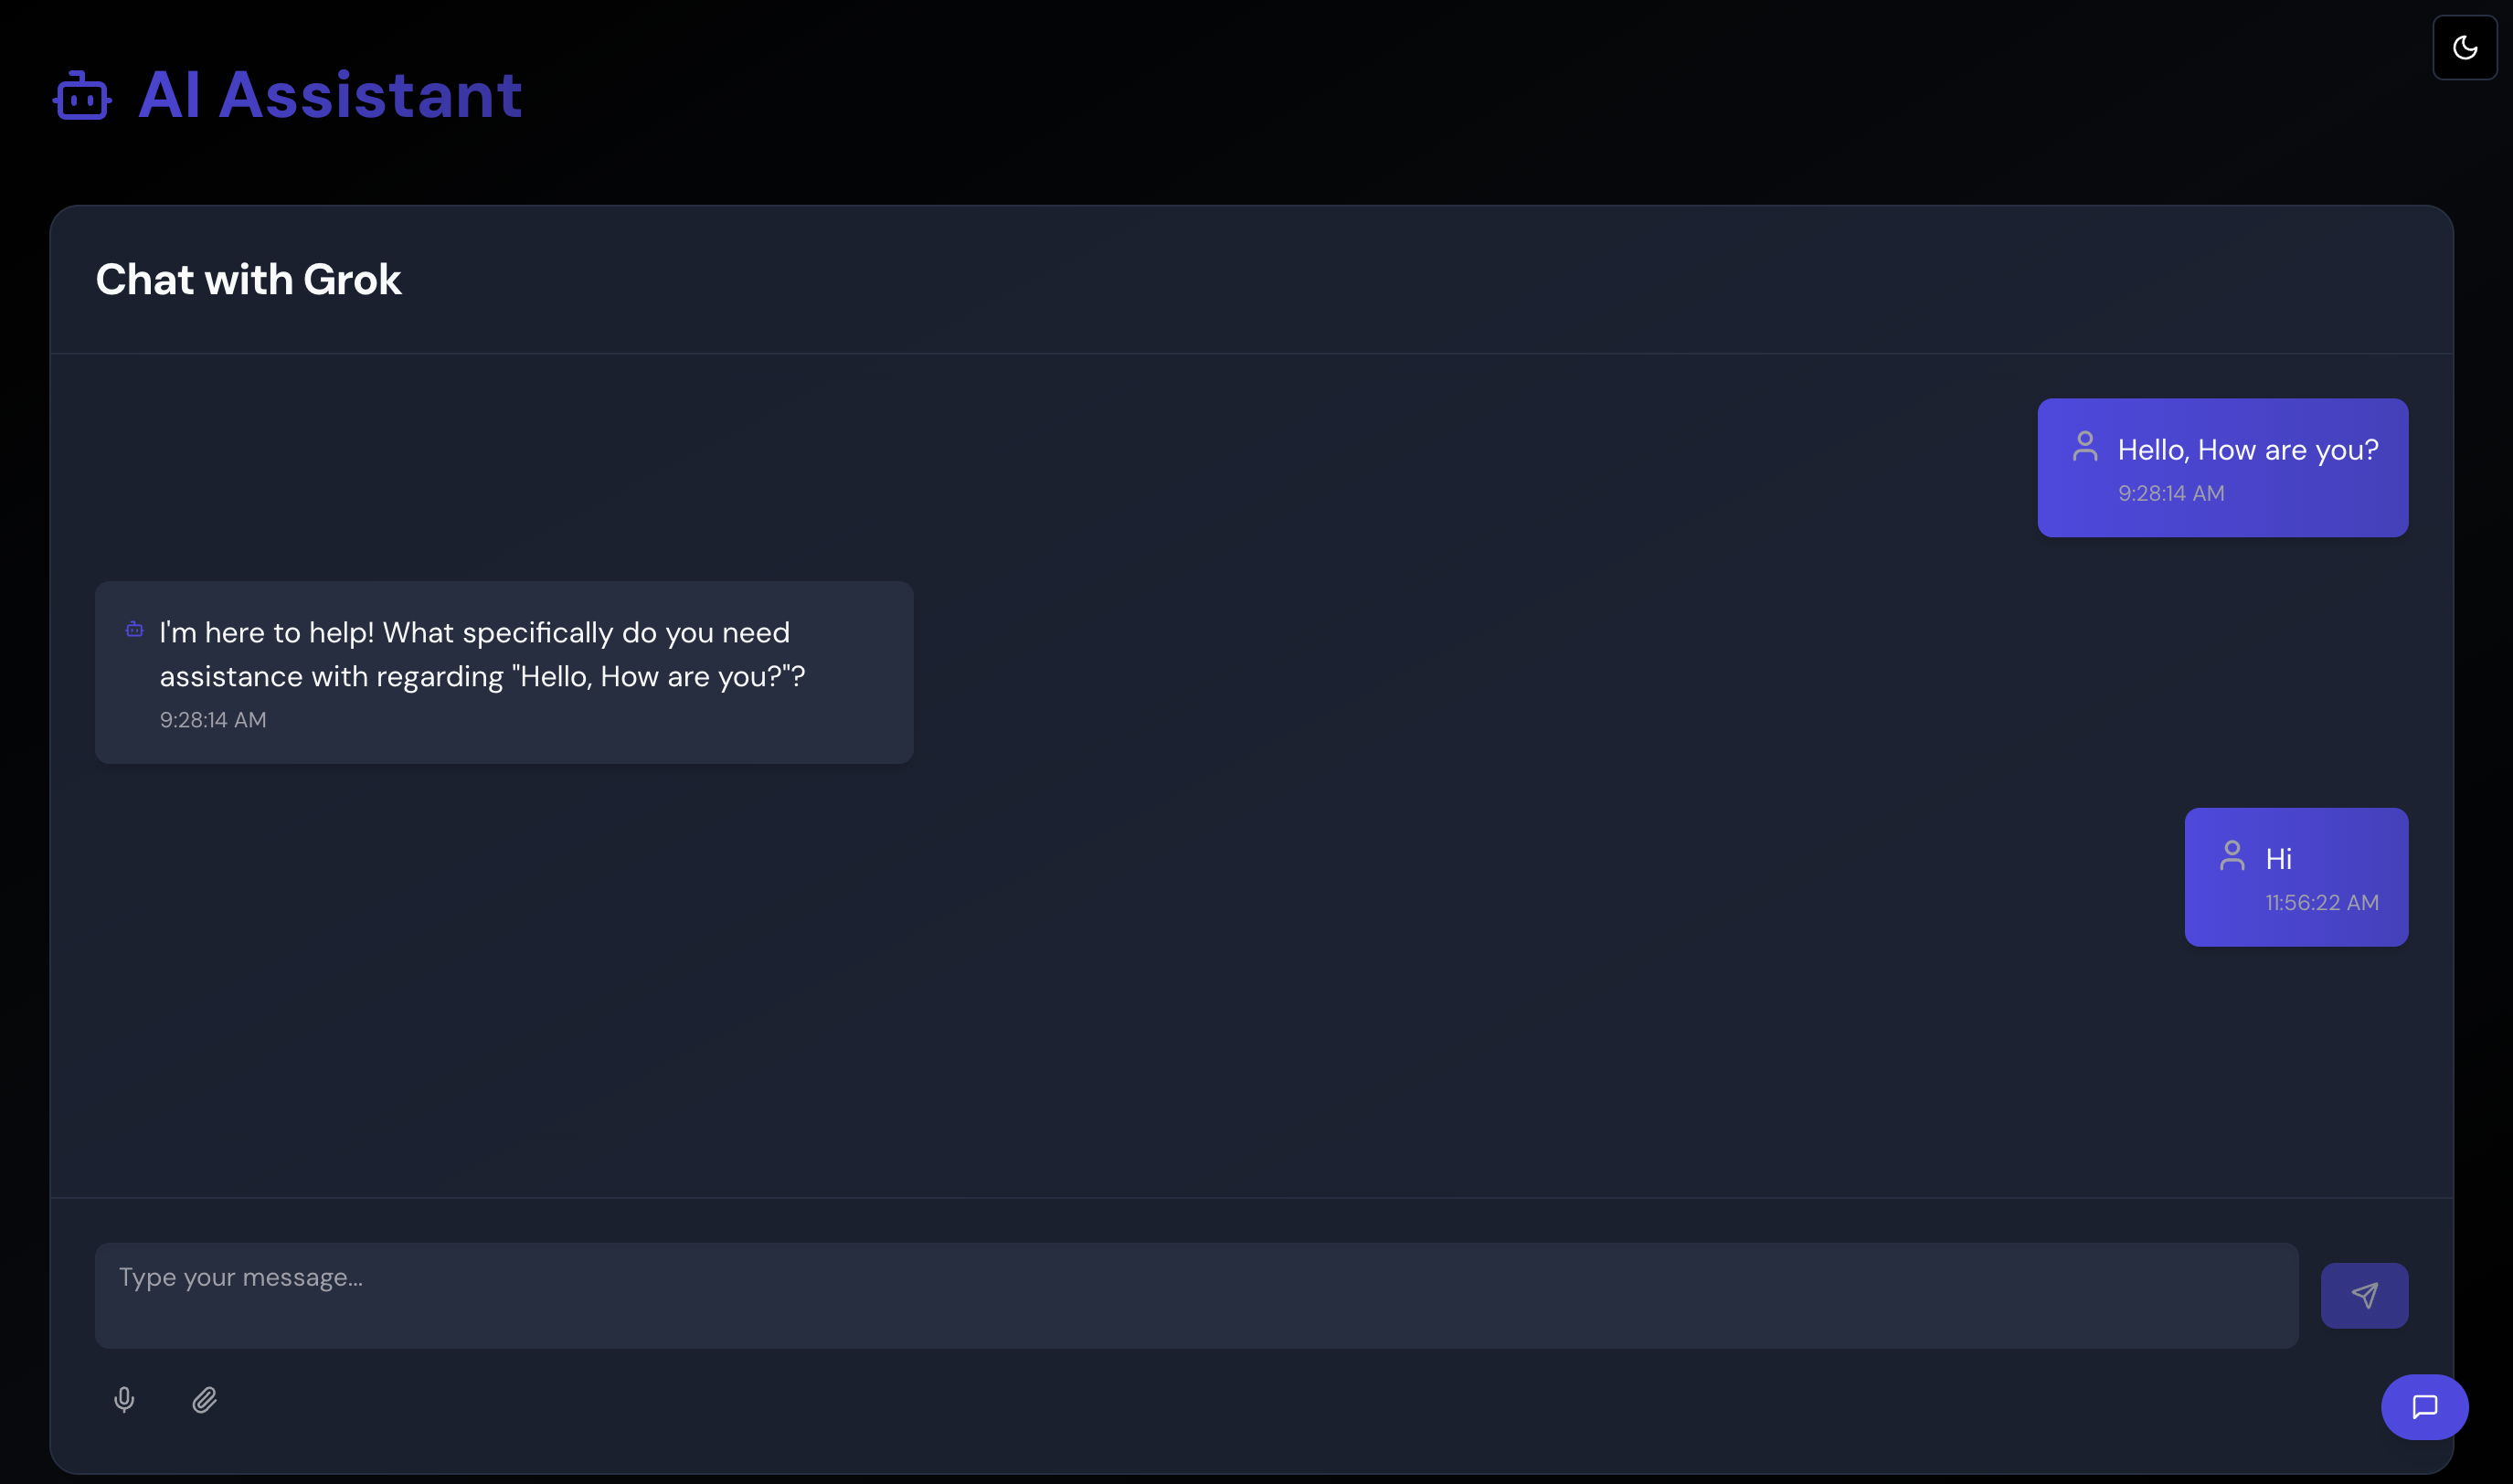 AI Assistant
Chat with Grok
Hello, How are you?
9:28:14 AM
I'm here to help! What specifically do you need
assistance with regarding "Hello, How are you?"?
9:28:14 AM
Hi
11:56:22 AM
Type your message...